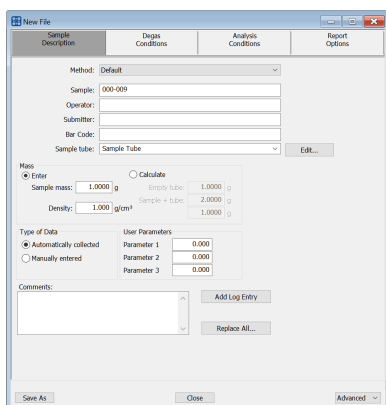 New File
Sample Description
Degas Conditions
Analysis Conditions
Report Options
Method: Default
Sample: 000-009
Operator:
Submitter:
Bar Code:
Sample tube: Sample Tube Edit...
Mass
Enter Calculate
Sample mass: 1.0000 g Empty tube: 1.0000 g
Sample + tube: 2.0000 g
Density: 1.000 g/cm³ 1.0000 g
Type of Data User Parameters
Automatically collected Parameter 1 0.000
Manually entered Parameter 2 0.000
Parameter 3 0.000
Comments:
Add Log Entry
Replace All...
Save As Close Advanced